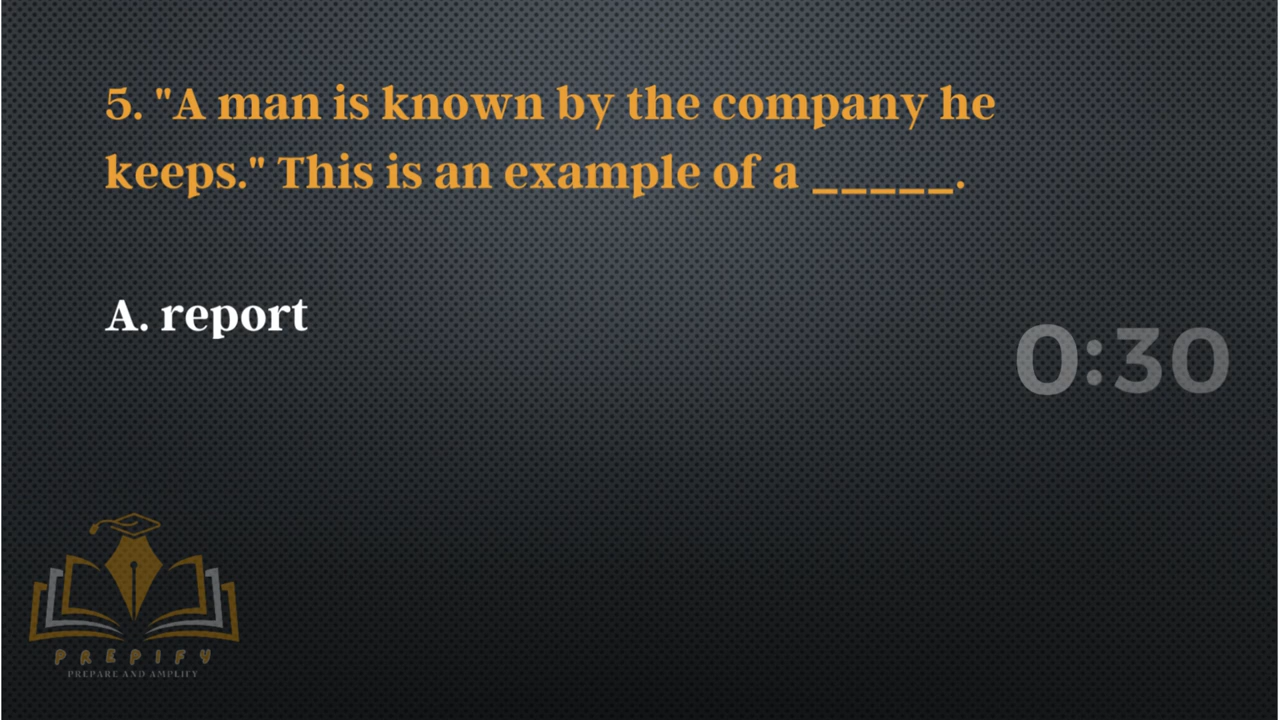 5. "A man is known by the company he
keeps." This is an example of a _____.
A. report
0:30
PREPIFY
PREPARE AND AMPLIFY